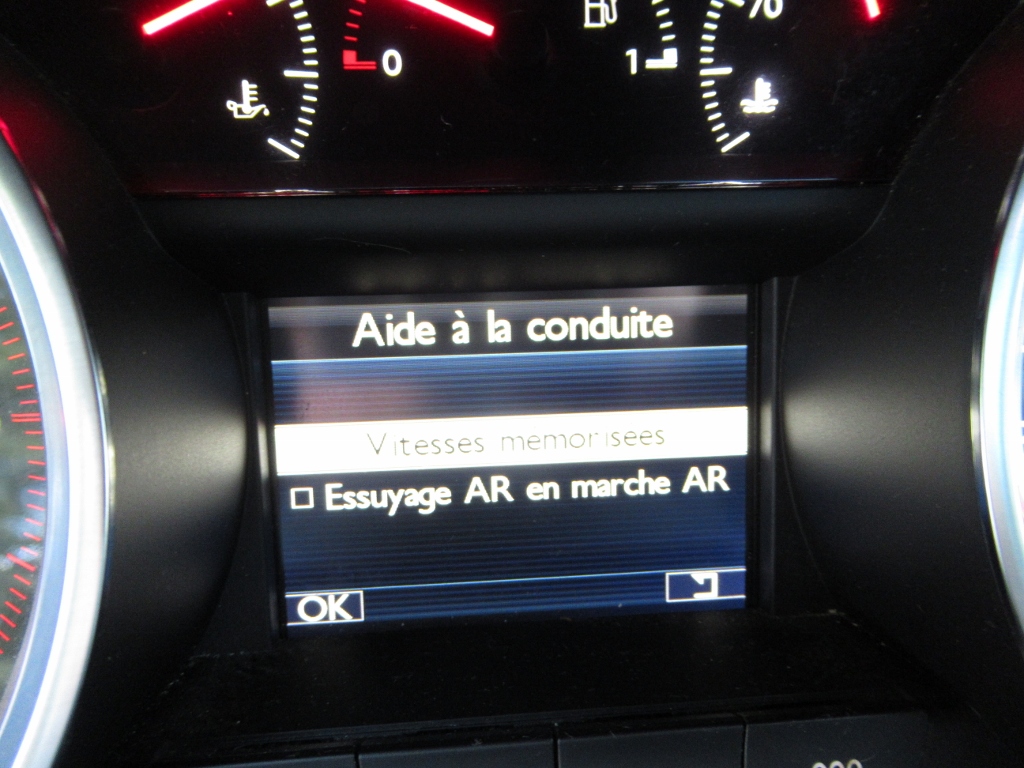 %
0
1
Aide à la conduite
Vitesses memorisees
Essuyage AR en marche AR
OK